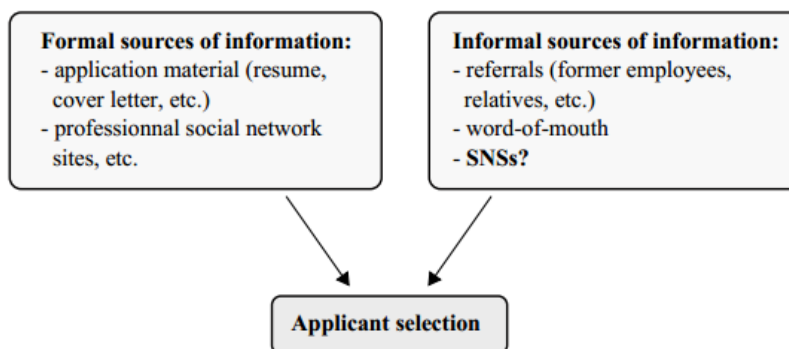 Formal sources of information:
- application material (resume,
cover letter, etc.)
- professionnal social network
sites, etc.
Informal sources of information:
- referrals (former employees,
relatives, etc.)
- word-of-mouth
- SNSs?
Applicant selection